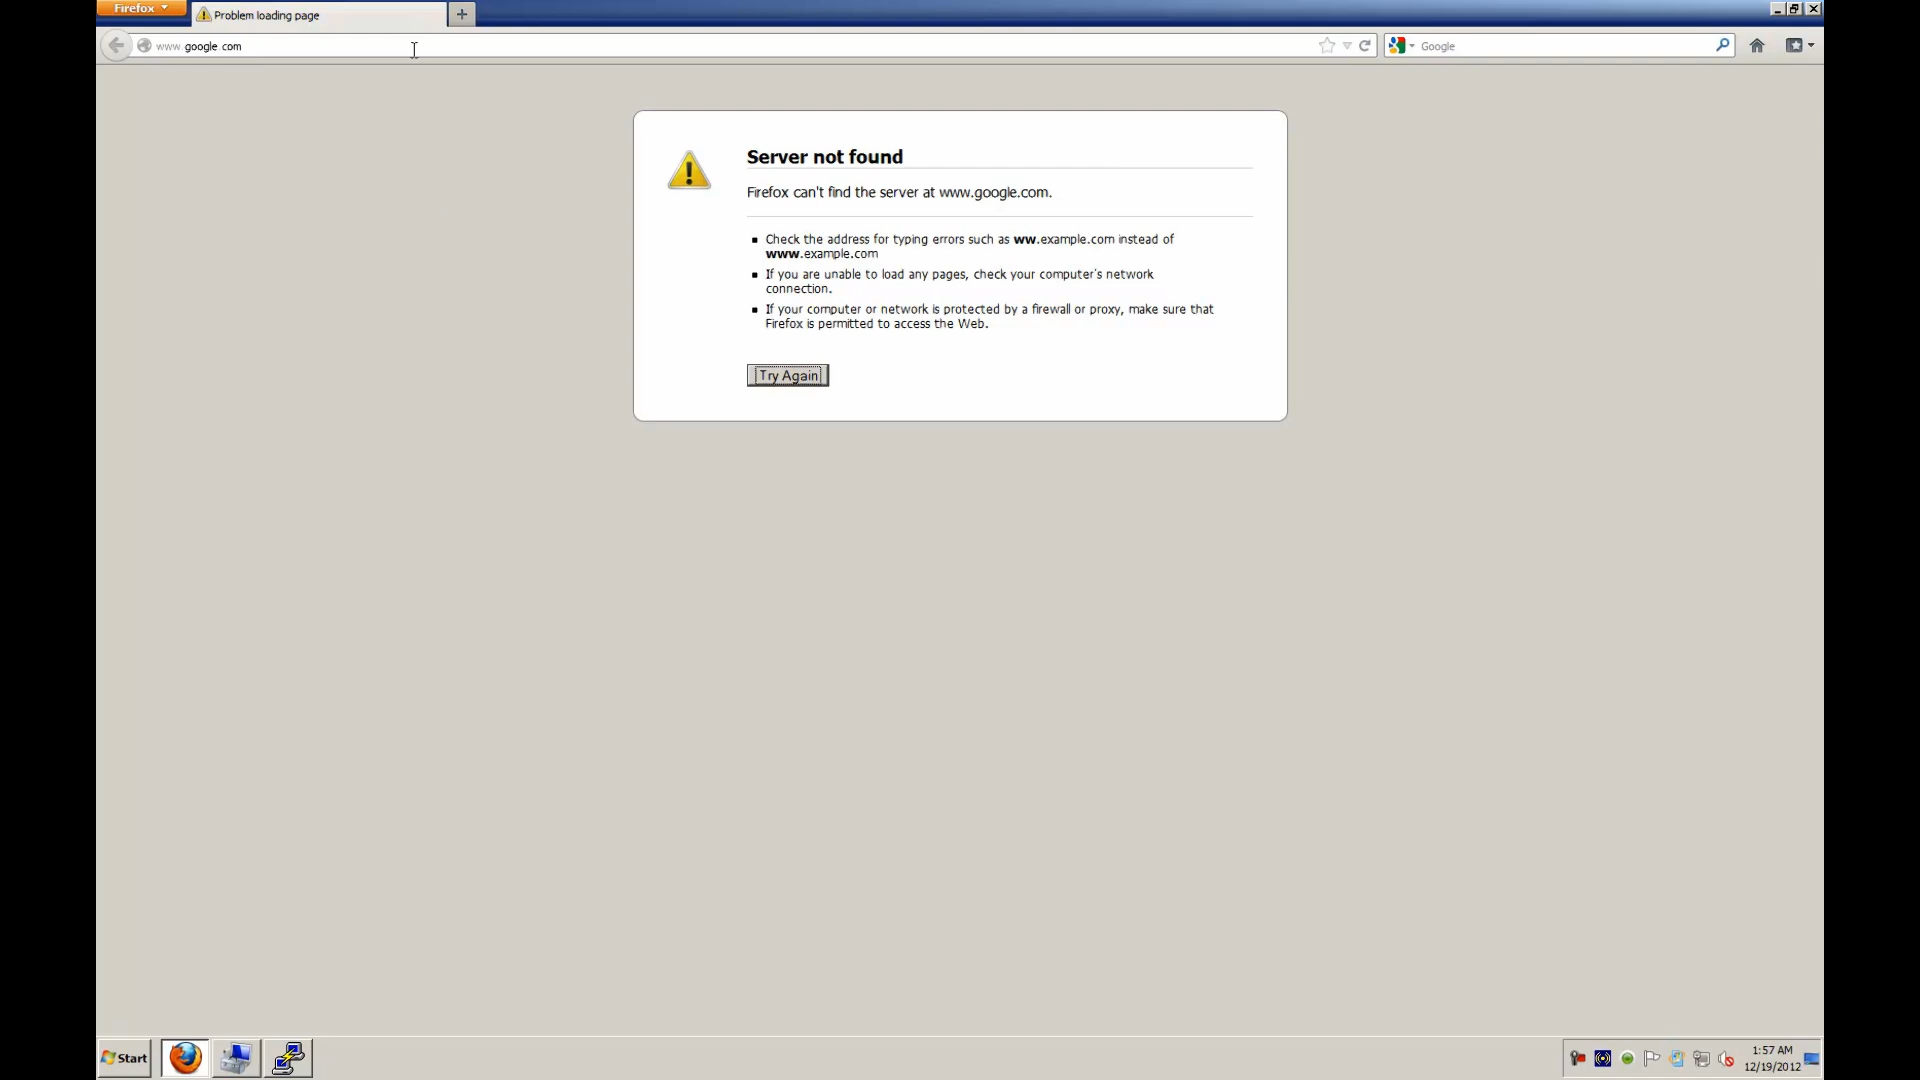 Firefox
Problem loading page
www.google.com
Google
Server not found
Firefox can't find the server at www.google.com.
Check the address for typing errors such as ww.example.com instead of
www.example.com
If you are unable to load any pages, check your computer's network
connection.
If your computer or network is protected by a firewall or proxy, make sure that
Firefox is permitted to access the Web.
Try Again
Start
1:57 AM
12/19/2012